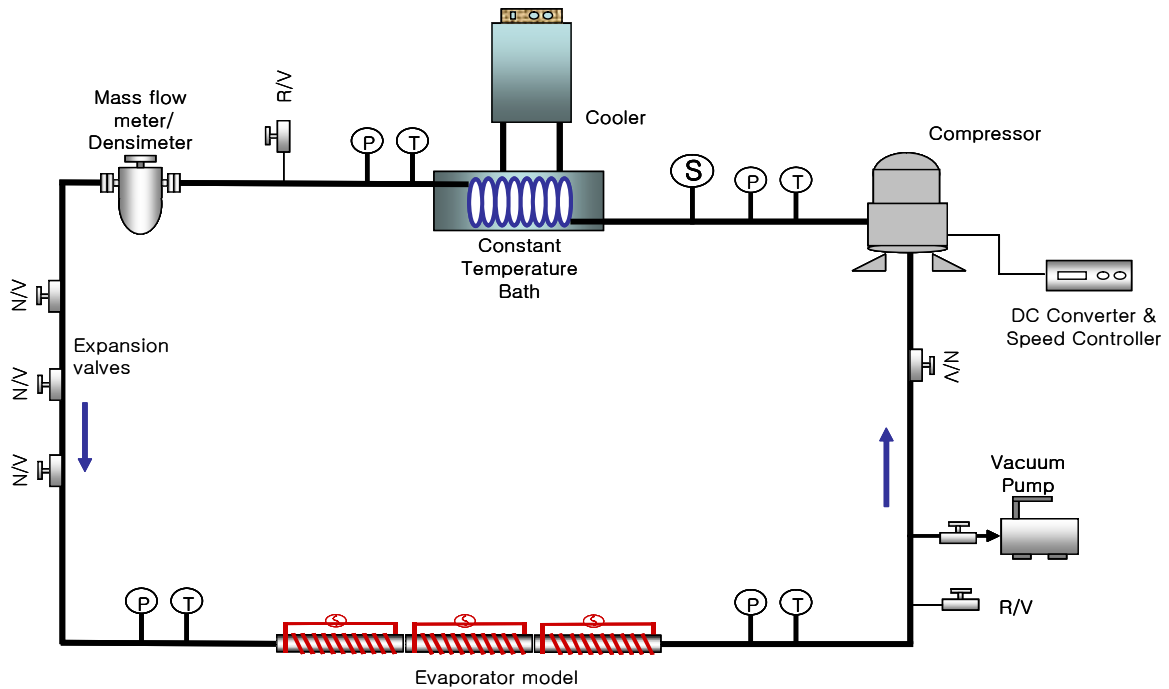 Mass flow
meter/
Densimeter
R/V
P
T
Cooler
S
P
T
Compressor
Constant
Temperature
Bath
DC Converter &
Speed Controller
N/V
N/V
N/V
Expansion
valves
N/V
Vacuum
Pump
R/V
P
T
S
S
S
P
T
Evaporator model